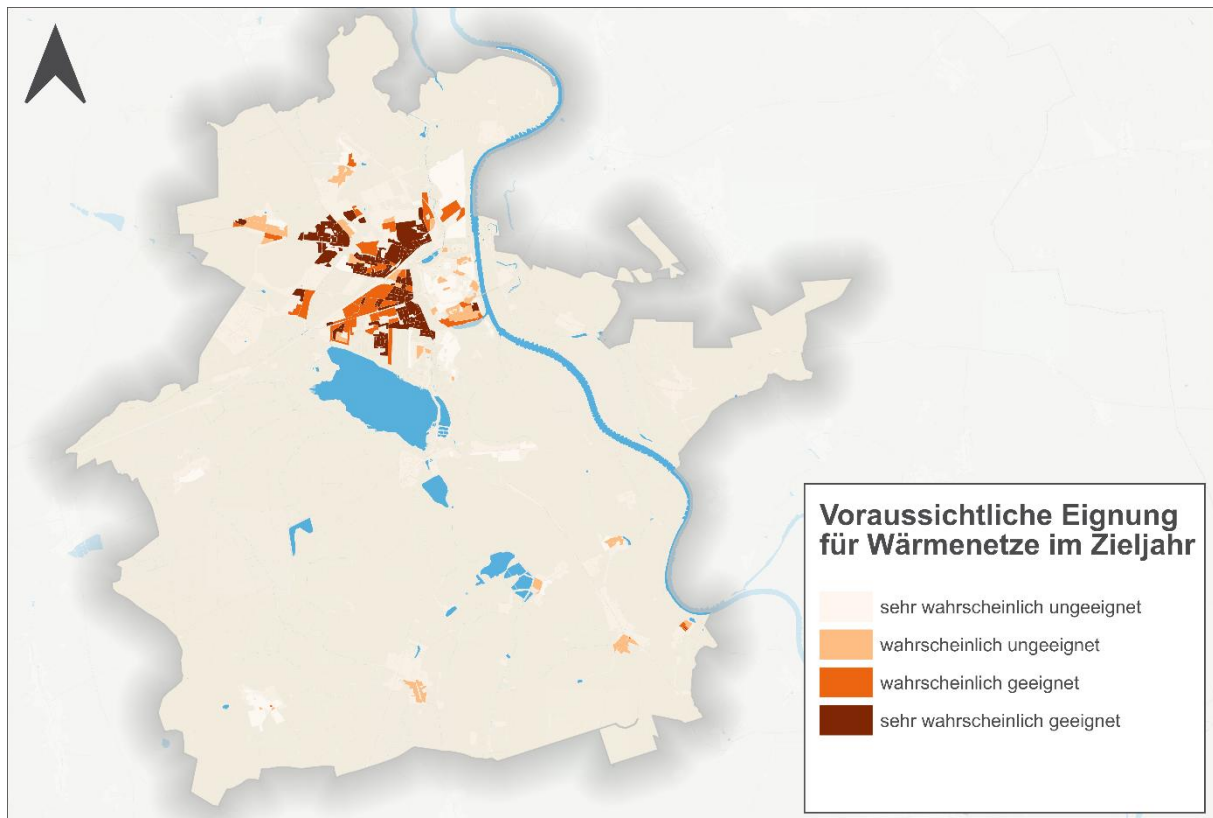 Voraussichtliche Eignung
für Wärmenetze im Zieljahr
sehr wahrscheinlich ungeeignet
wahrscheinlich ungeeignet
wahrscheinlich geeignet
sehr wahrscheinlich geeignet